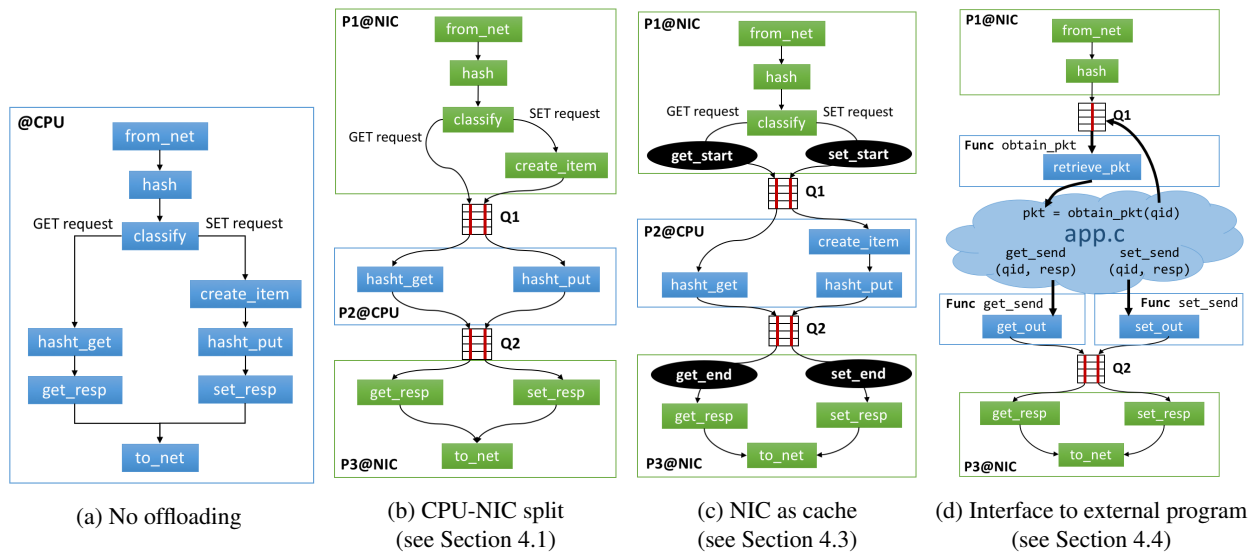 @CPU
from_net
hash
GET request
SET request
classify
create_item
hasht_get
hasht_put
get_resp
set_resp
to_net
(a) No offloading
P1@NIC
from_net
hash
SET request
GET request
classify
create_item
Q1
hasht_get
hasht_put
P2@CPU
Q2
get_resp
set_resp
to_net
P3@NIC
(b) CPU-NIC split
(see Section 4.1)
P1@NIC
from_net
hash
GET request
SET request
classify
get_start
set_start
Q1
P2@CPU
create_item
hasht_get
hasht_put
Q2
get_end
set_end
get_resp
set_resp
to_net
P3@NIC
(c) NIC as cache
(see Section 4.3)
P1@NIC
from_net
hash
Q1
Func obtain_pkt
retrieve_pkt
pkt = obtain_pkt(qid)
app.c
get_send
(qid, resp)
set_send
(qid, resp)
Func get_send
Func set_send
get_out
set_out
Q2
get_resp
set_resp
to_net
P3@NIC
(d) Interface to external program
(see Section 4.4)